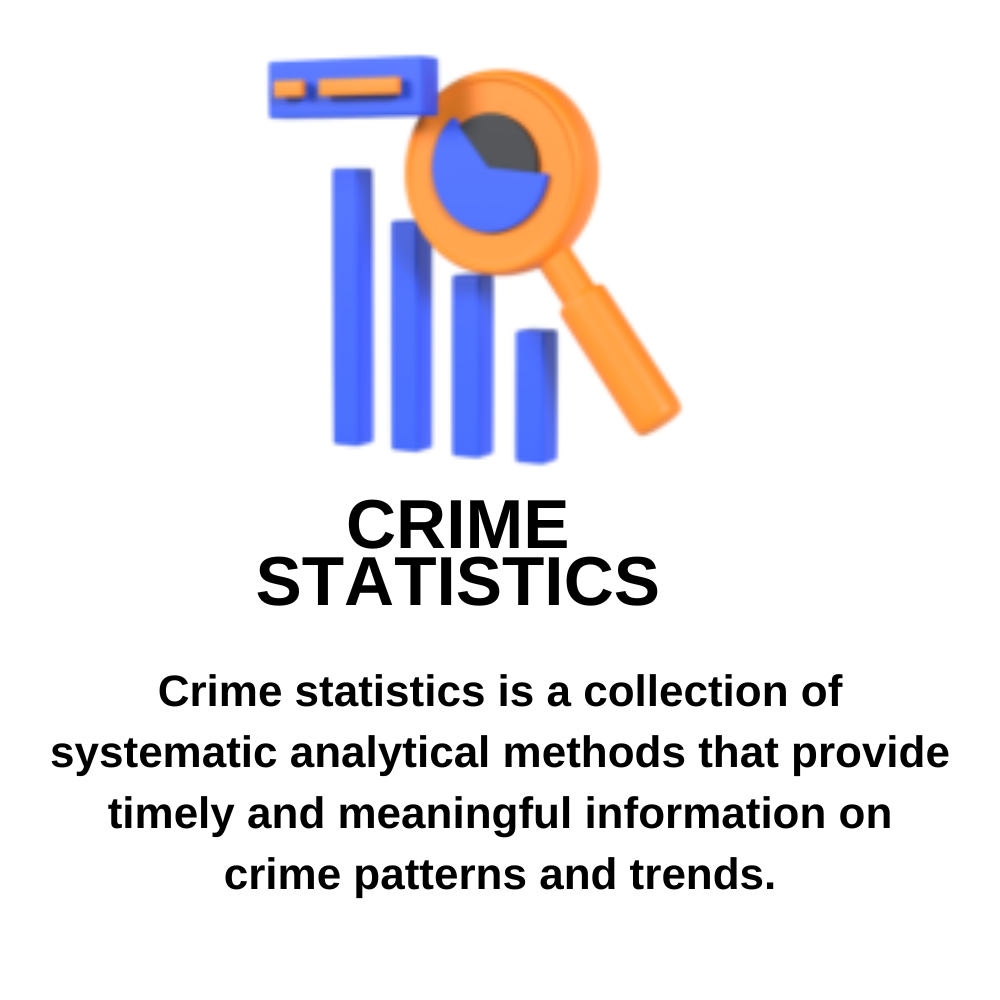 CRIME
STATISTICS
Crime statistics is a collection of
systematic analytical methods that provide
timely and meaningful information on
crime patterns and trends.